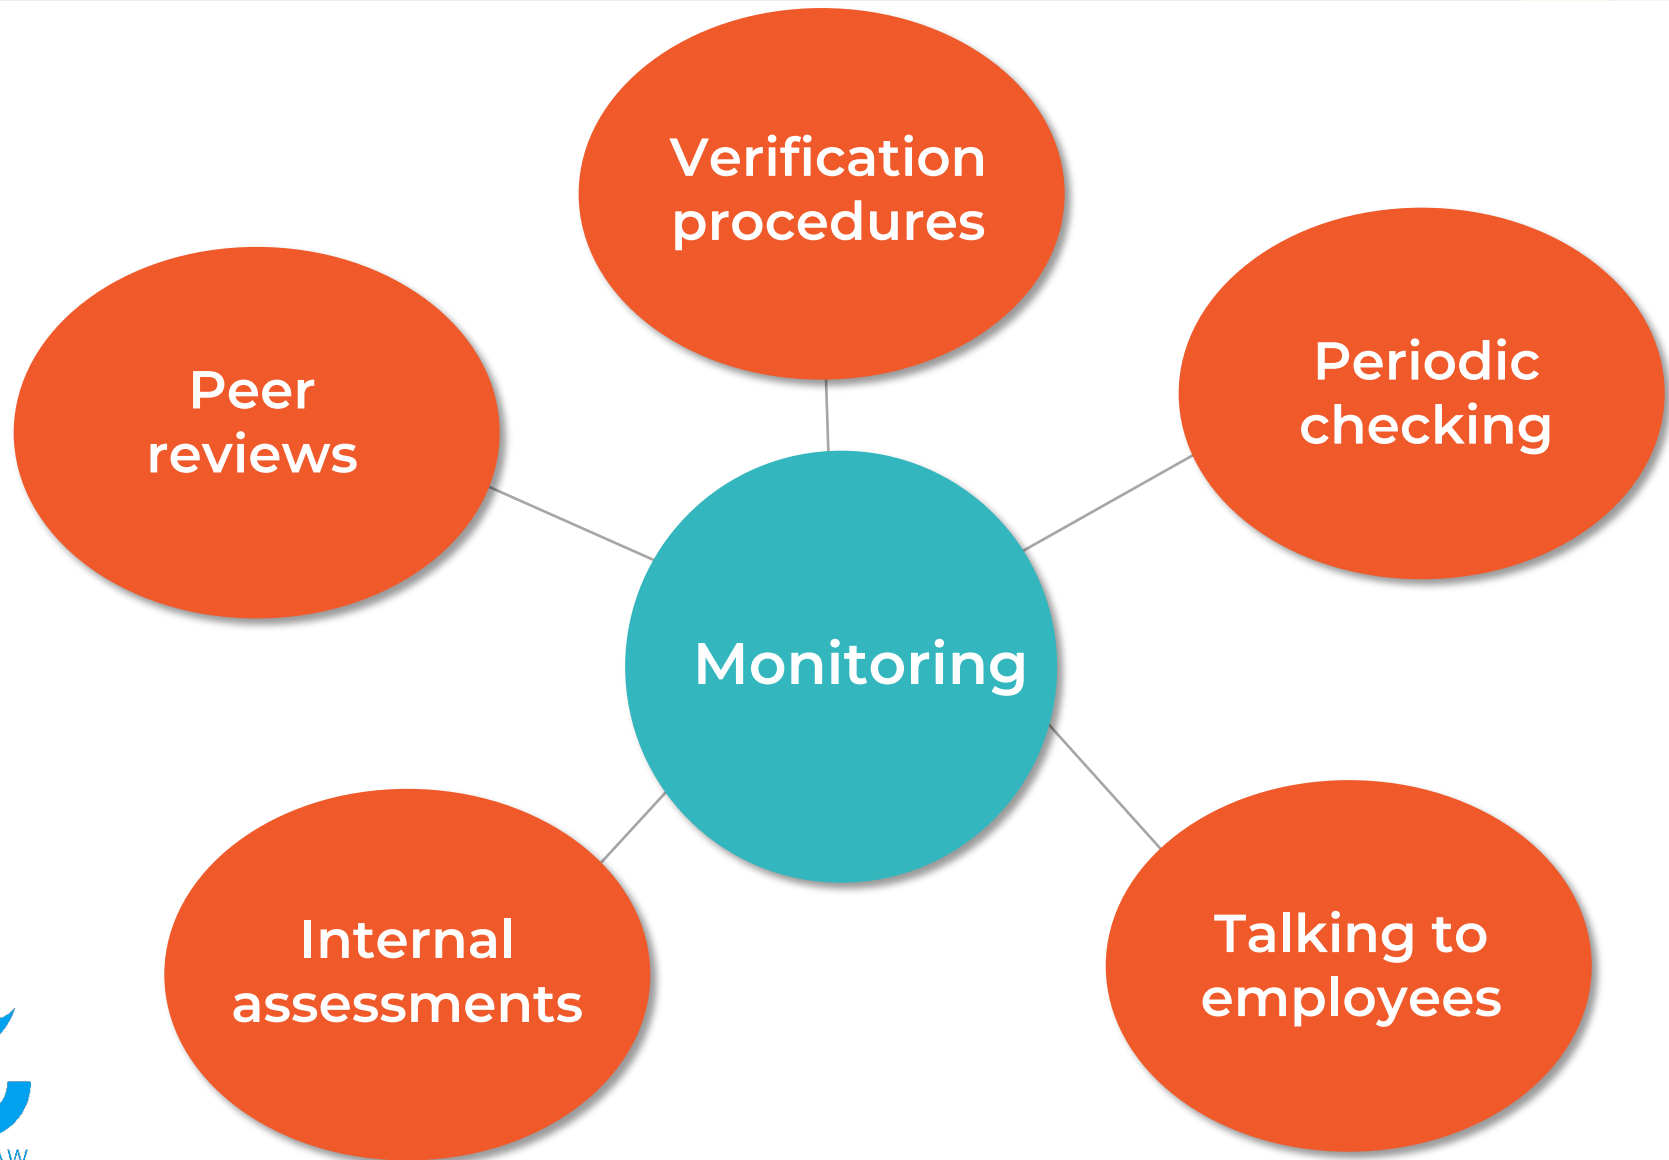 Verification
procedures
Periodic
checking
Peer
reviews
Monitoring
Talking to
employees
Internal
assessments